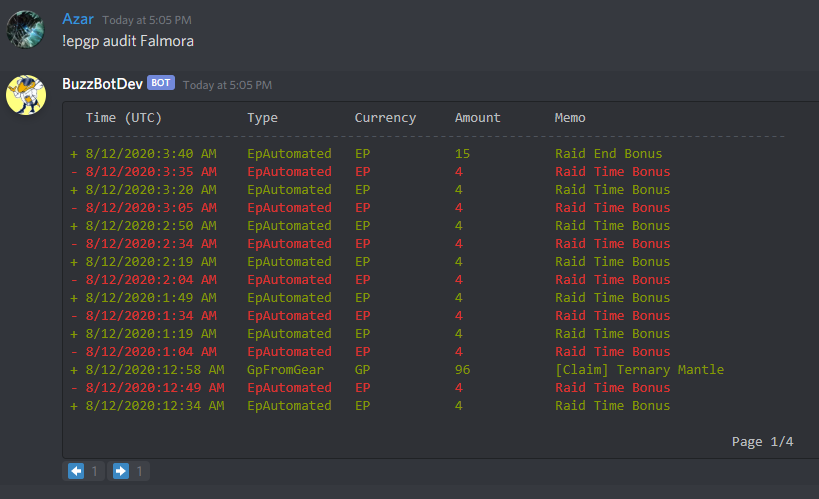 Azar Today at 5:05 PM
!epgp audit Falmora
BuzzBotDev BOT Today at 5:05 PM
Time (UTC) Type Currency Amount Memo
--------------------------------------------------------------------------------------------
+ 8/12/2020:3:40 AM EpAutomated EP 15 Raid End Bonus
- 8/12/2020:3:35 AM EpAutomated EP 4 Raid Time Bonus
+ 8/12/2020:3:20 AM EpAutomated EP 4 Raid Time Bonus
- 8/12/2020:3:05 AM EpAutomated EP 4 Raid Time Bonus
+ 8/12/2020:2:50 AM EpAutomated EP 4 Raid Time Bonus
- 8/12/2020:2:34 AM EpAutomated EP 4 Raid Time Bonus
+ 8/12/2020:2:19 AM EpAutomated EP 4 Raid Time Bonus
- 8/12/2020:2:04 AM EpAutomated EP 4 Raid Time Bonus
+ 8/12/2020:1:49 AM EpAutomated EP 4 Raid Time Bonus
- 8/12/2020:1:34 AM EpAutomated EP 4 Raid Time Bonus
+ 8/12/2020:1:19 AM EpAutomated EP 4 Raid Time Bonus
- 8/12/2020:1:04 AM EpAutomated EP 4 Raid Time Bonus
+ 8/12/2020:12:58 AM GpFromGear GP 96 [Claim] Ternary Mantle
- 8/12/2020:12:49 AM EpAutomated EP 4 Raid Time Bonus
+ 8/12/2020:12:34 AM EpAutomated EP 4 Raid Time Bonus
Page 1/4
⬅ 1 ➡ 1